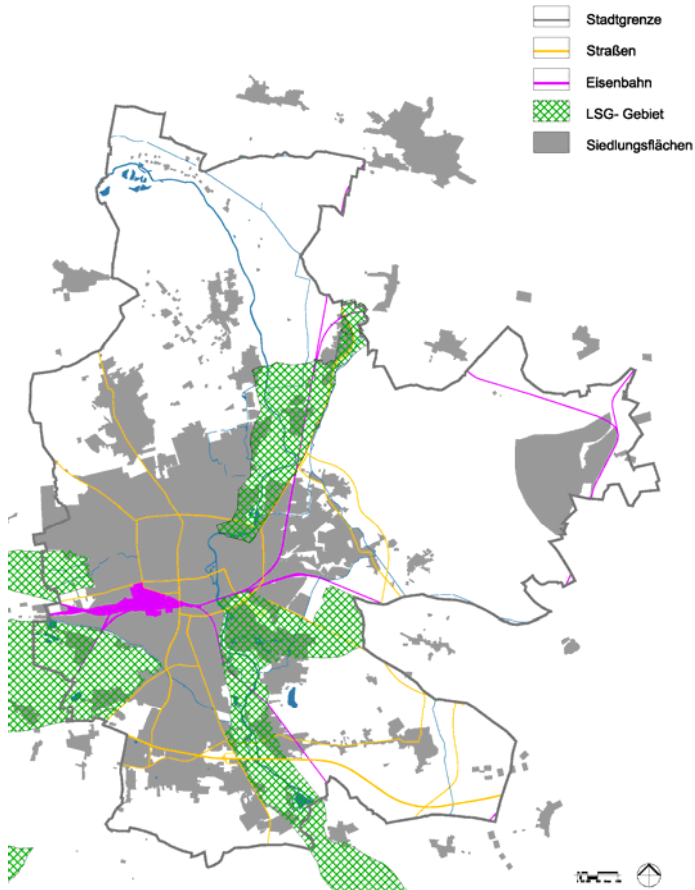 Stadtgrenze
Straßen
Eisenbahn
LSG- Gebiet
Siedlungsflächen